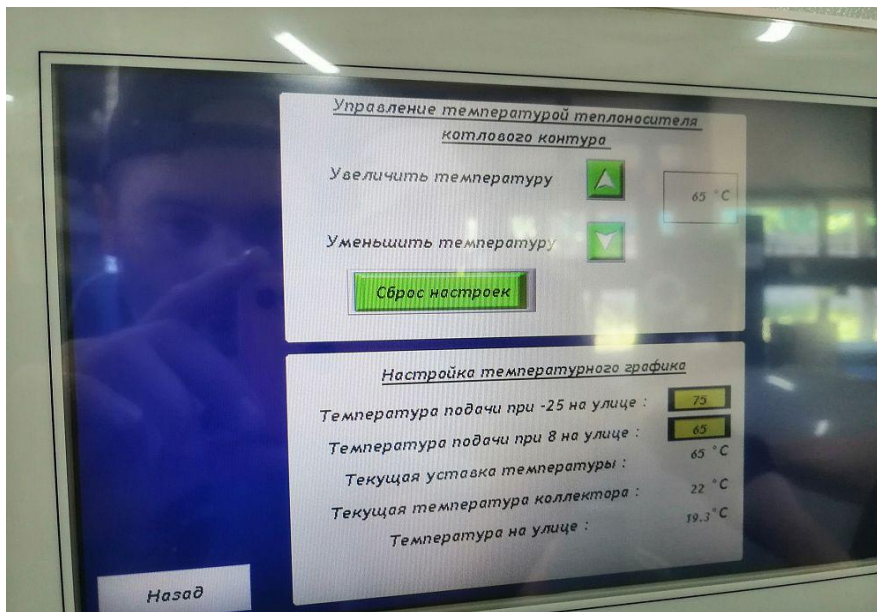 Управление температурой теплоносителя
котлового контура
Увеличить температуру
65 °C
Уменьшить температуру
Сброс настроек
Настройка температурного графика
Температура подачи при -25 на улице : 75
Температура подачи при 8 на улице : 65
Текущая уставка температуры : 65 °C
Текущая температура коллектора : 22 °C
Температура на улице : 19.3°C
Назад